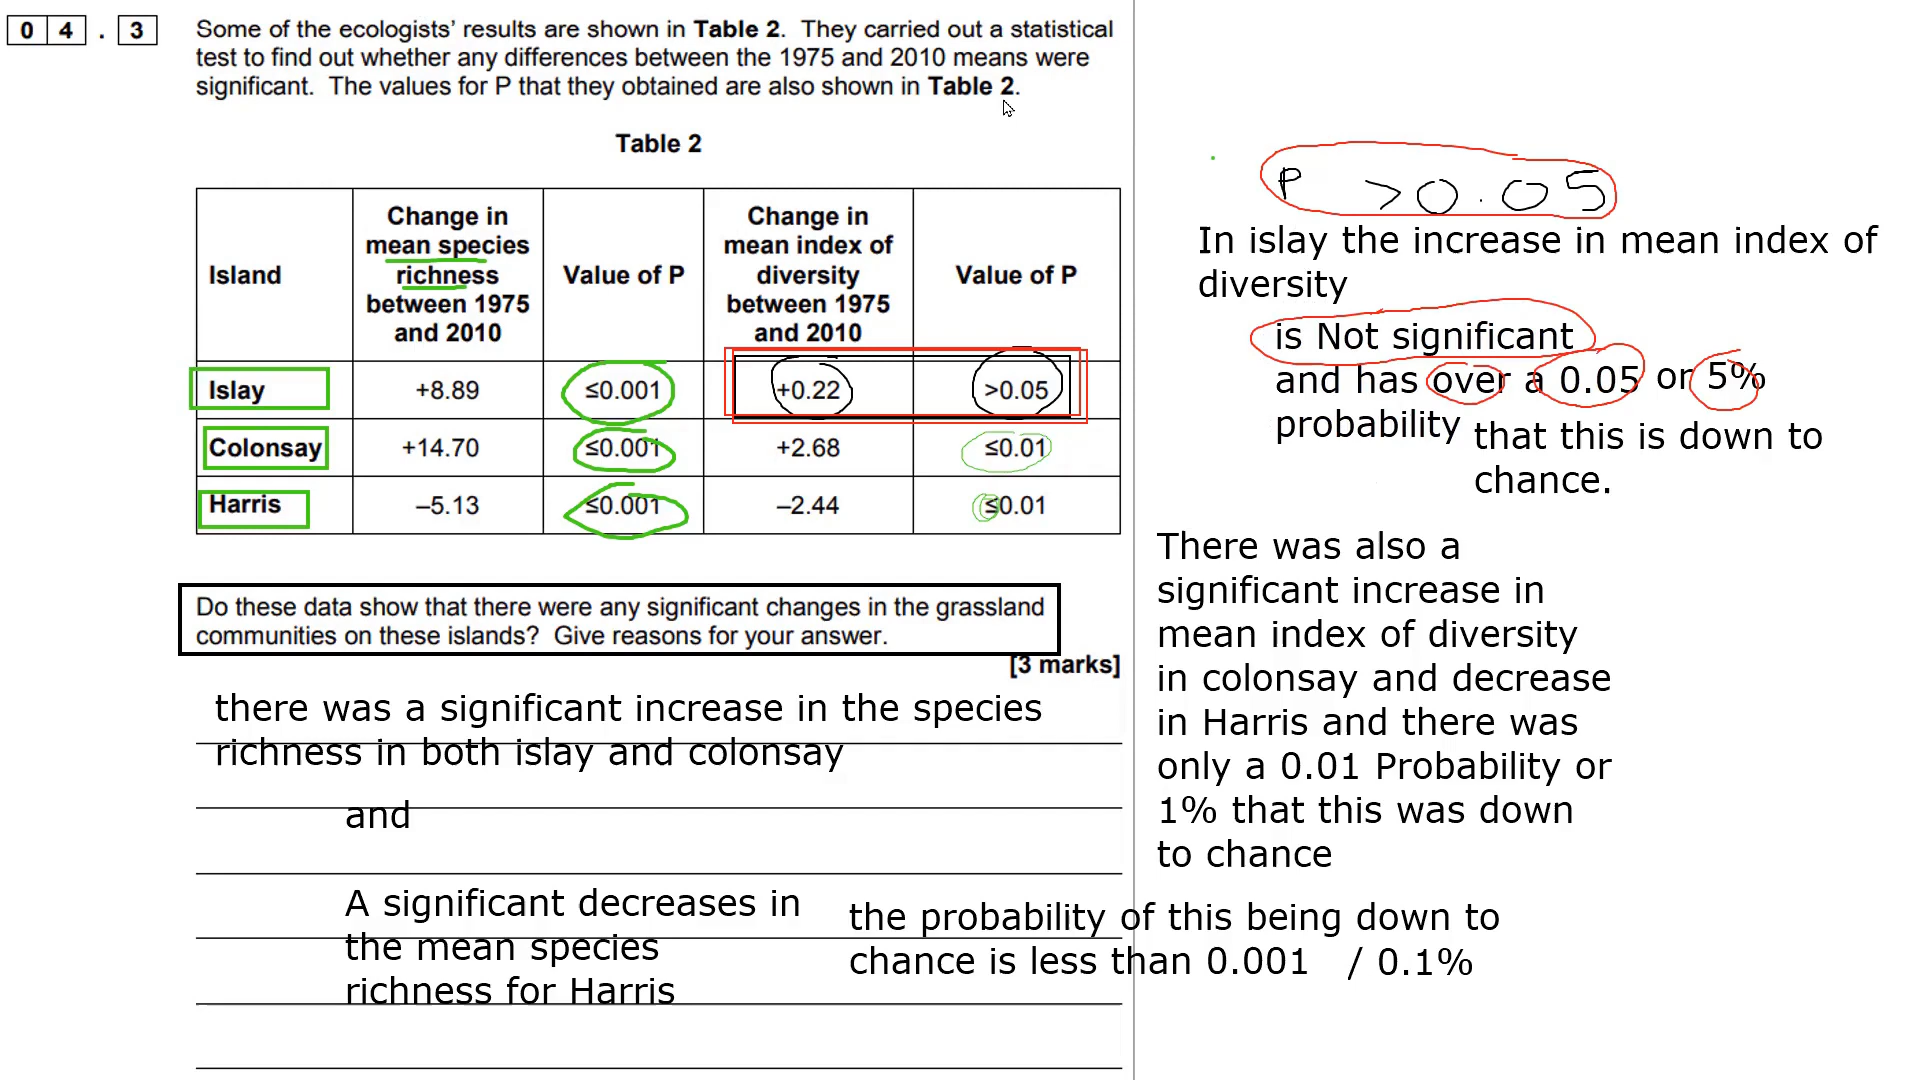 0 4 . 3
Some of the ecologists’ results are shown in Table 2. They carried out a statistical
test to find out whether any differences between the 1975 and 2010 means were
significant. The values for P that they obtained are also shown in Table 2.
Table 2
Island
Change in
mean species
richness
between 1975
and 2010
Value of P
Change in
mean index of
diversity
between 1975
and 2010
Value of P
Islay +8.89 ≤0.001 +0.22 >0.05
Colonsay +14.70 ≤0.001 +2.68 ≤0.01
Harris –5.13 ≤0.001 –2.44 ≤0.01
Do these data show that there were any significant changes in the grassland
communities on these islands? Give reasons for your answer.
[3 marks]
there was a significant increase in the species
richness in both islay and colonsay
and
A significant decreases in
the mean species
richness for Harris
the probability of this being down to
chance is less than 0.001 / 0.1%
P >0.05
In islay the increase in mean index of
diversity
is Not significant
and has over a 0.05 or 5%
probability
that this is down to
chance.
There was also a
significant increase in
mean index of diversity
in colonsay and decrease
in Harris and there was
only a 0.01 Probability or
1% that this was down
to chance